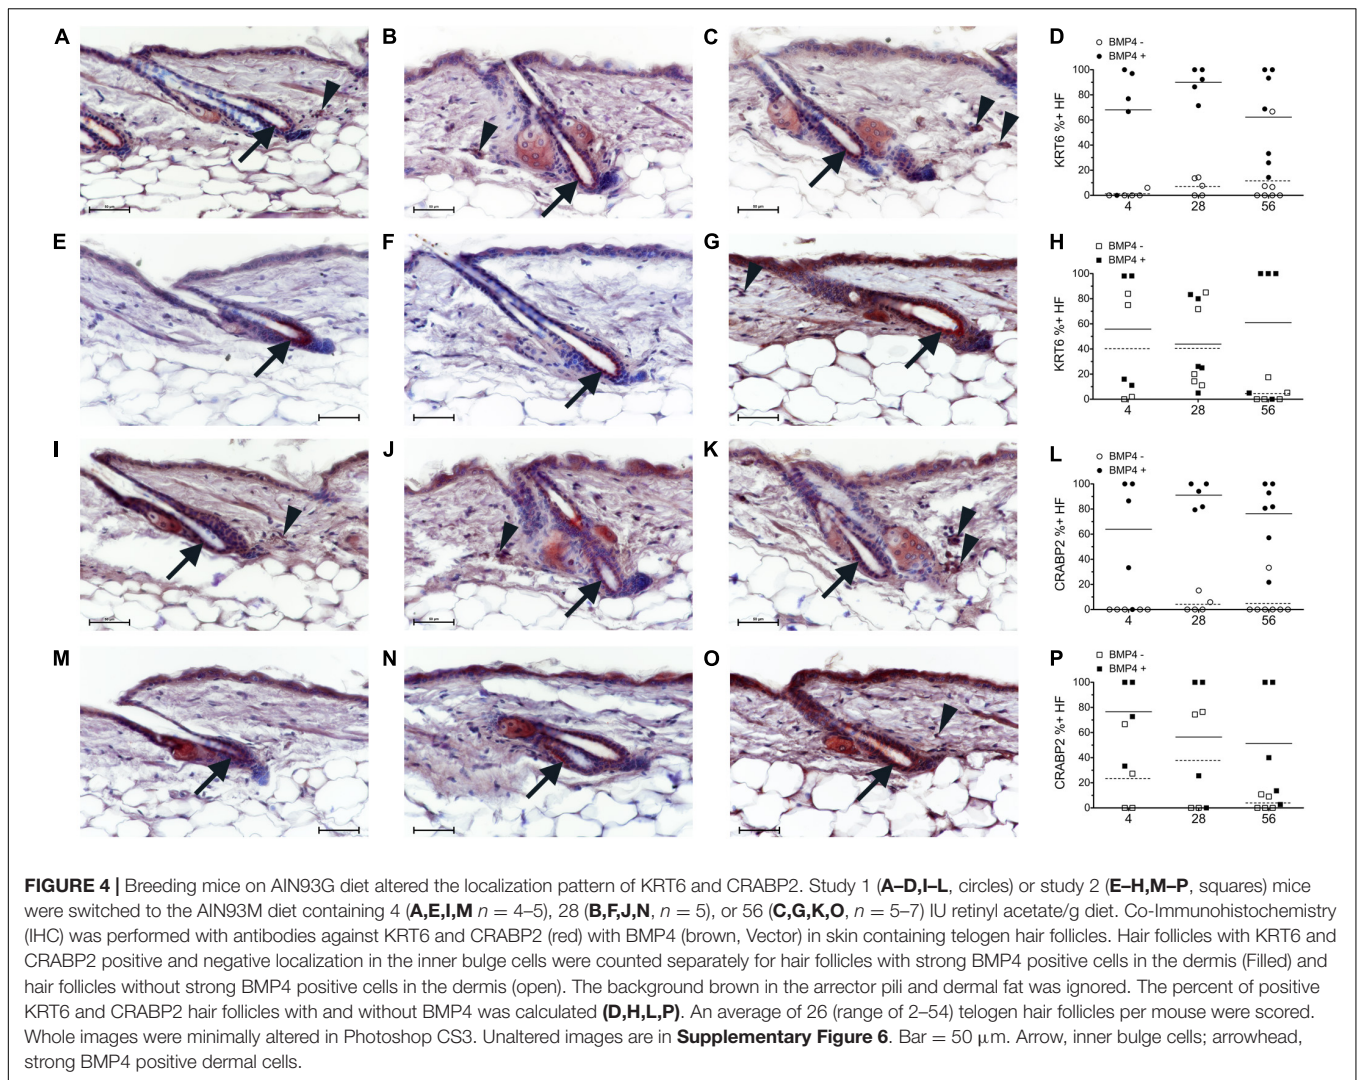 A
B
C
D
BMP4 -
BMP4 +
KRT6 %+ HF
100
80
60
40
20
0
4
28
56
50 µm
50 µm
50 µm
E
F
G
H
BMP4 -
BMP4 +
KRT6 %+ HF
100
80
60
40
20
0
4
28
56
I
J
K
L
BMP4 -
BMP4 +
CRABP2 %+ HF
100
80
60
40
20
0
4
28
56
50 µm
50 µm
50 µm
M
N
O
P
BMP4 -
BMP4 +
CRABP2 %+ HF
100
80
60
40
20
0
4
28
56
FIGURE 4 | Breeding mice on AIN93G diet altered the localization pattern of KRT6 and CRABP2. Study 1 (A–D,I–L, circles) or study 2 (E–H,M–P, squares) mice
were switched to the AIN93M diet containing 4 (A,E,I,M n = 4–5), 28 (B,F,J,N, n = 5), or 56 (C,G,K,O, n = 5–7) IU retinyl acetate/g diet. Co-Immunohistochemistry
(IHC) was performed with antibodies against KRT6 and CRABP2 (red) with BMP4 (brown, Vector) in skin containing telogen hair follicles. Hair follicles with KRT6 and
CRABP2 positive and negative localization in the inner bulge cells were counted separately for hair follicles with strong BMP4 positive cells in the dermis (Filled) and
hair follicles without strong BMP4 positive cells in the dermis (open). The background brown in the arrector pili and dermal fat was ignored. The percent of positive
KRT6 and CRABP2 hair follicles with and without BMP4 was calculated (D,H,L,P). An average of 26 (range of 2–54) telogen hair follicles per mouse were scored.
Whole images were minimally altered in Photoshop CS3. Unaltered images are in Supplementary Figure 6. Bar = 50 µm. Arrow, inner bulge cells; arrowhead,
strong BMP4 positive dermal cells.